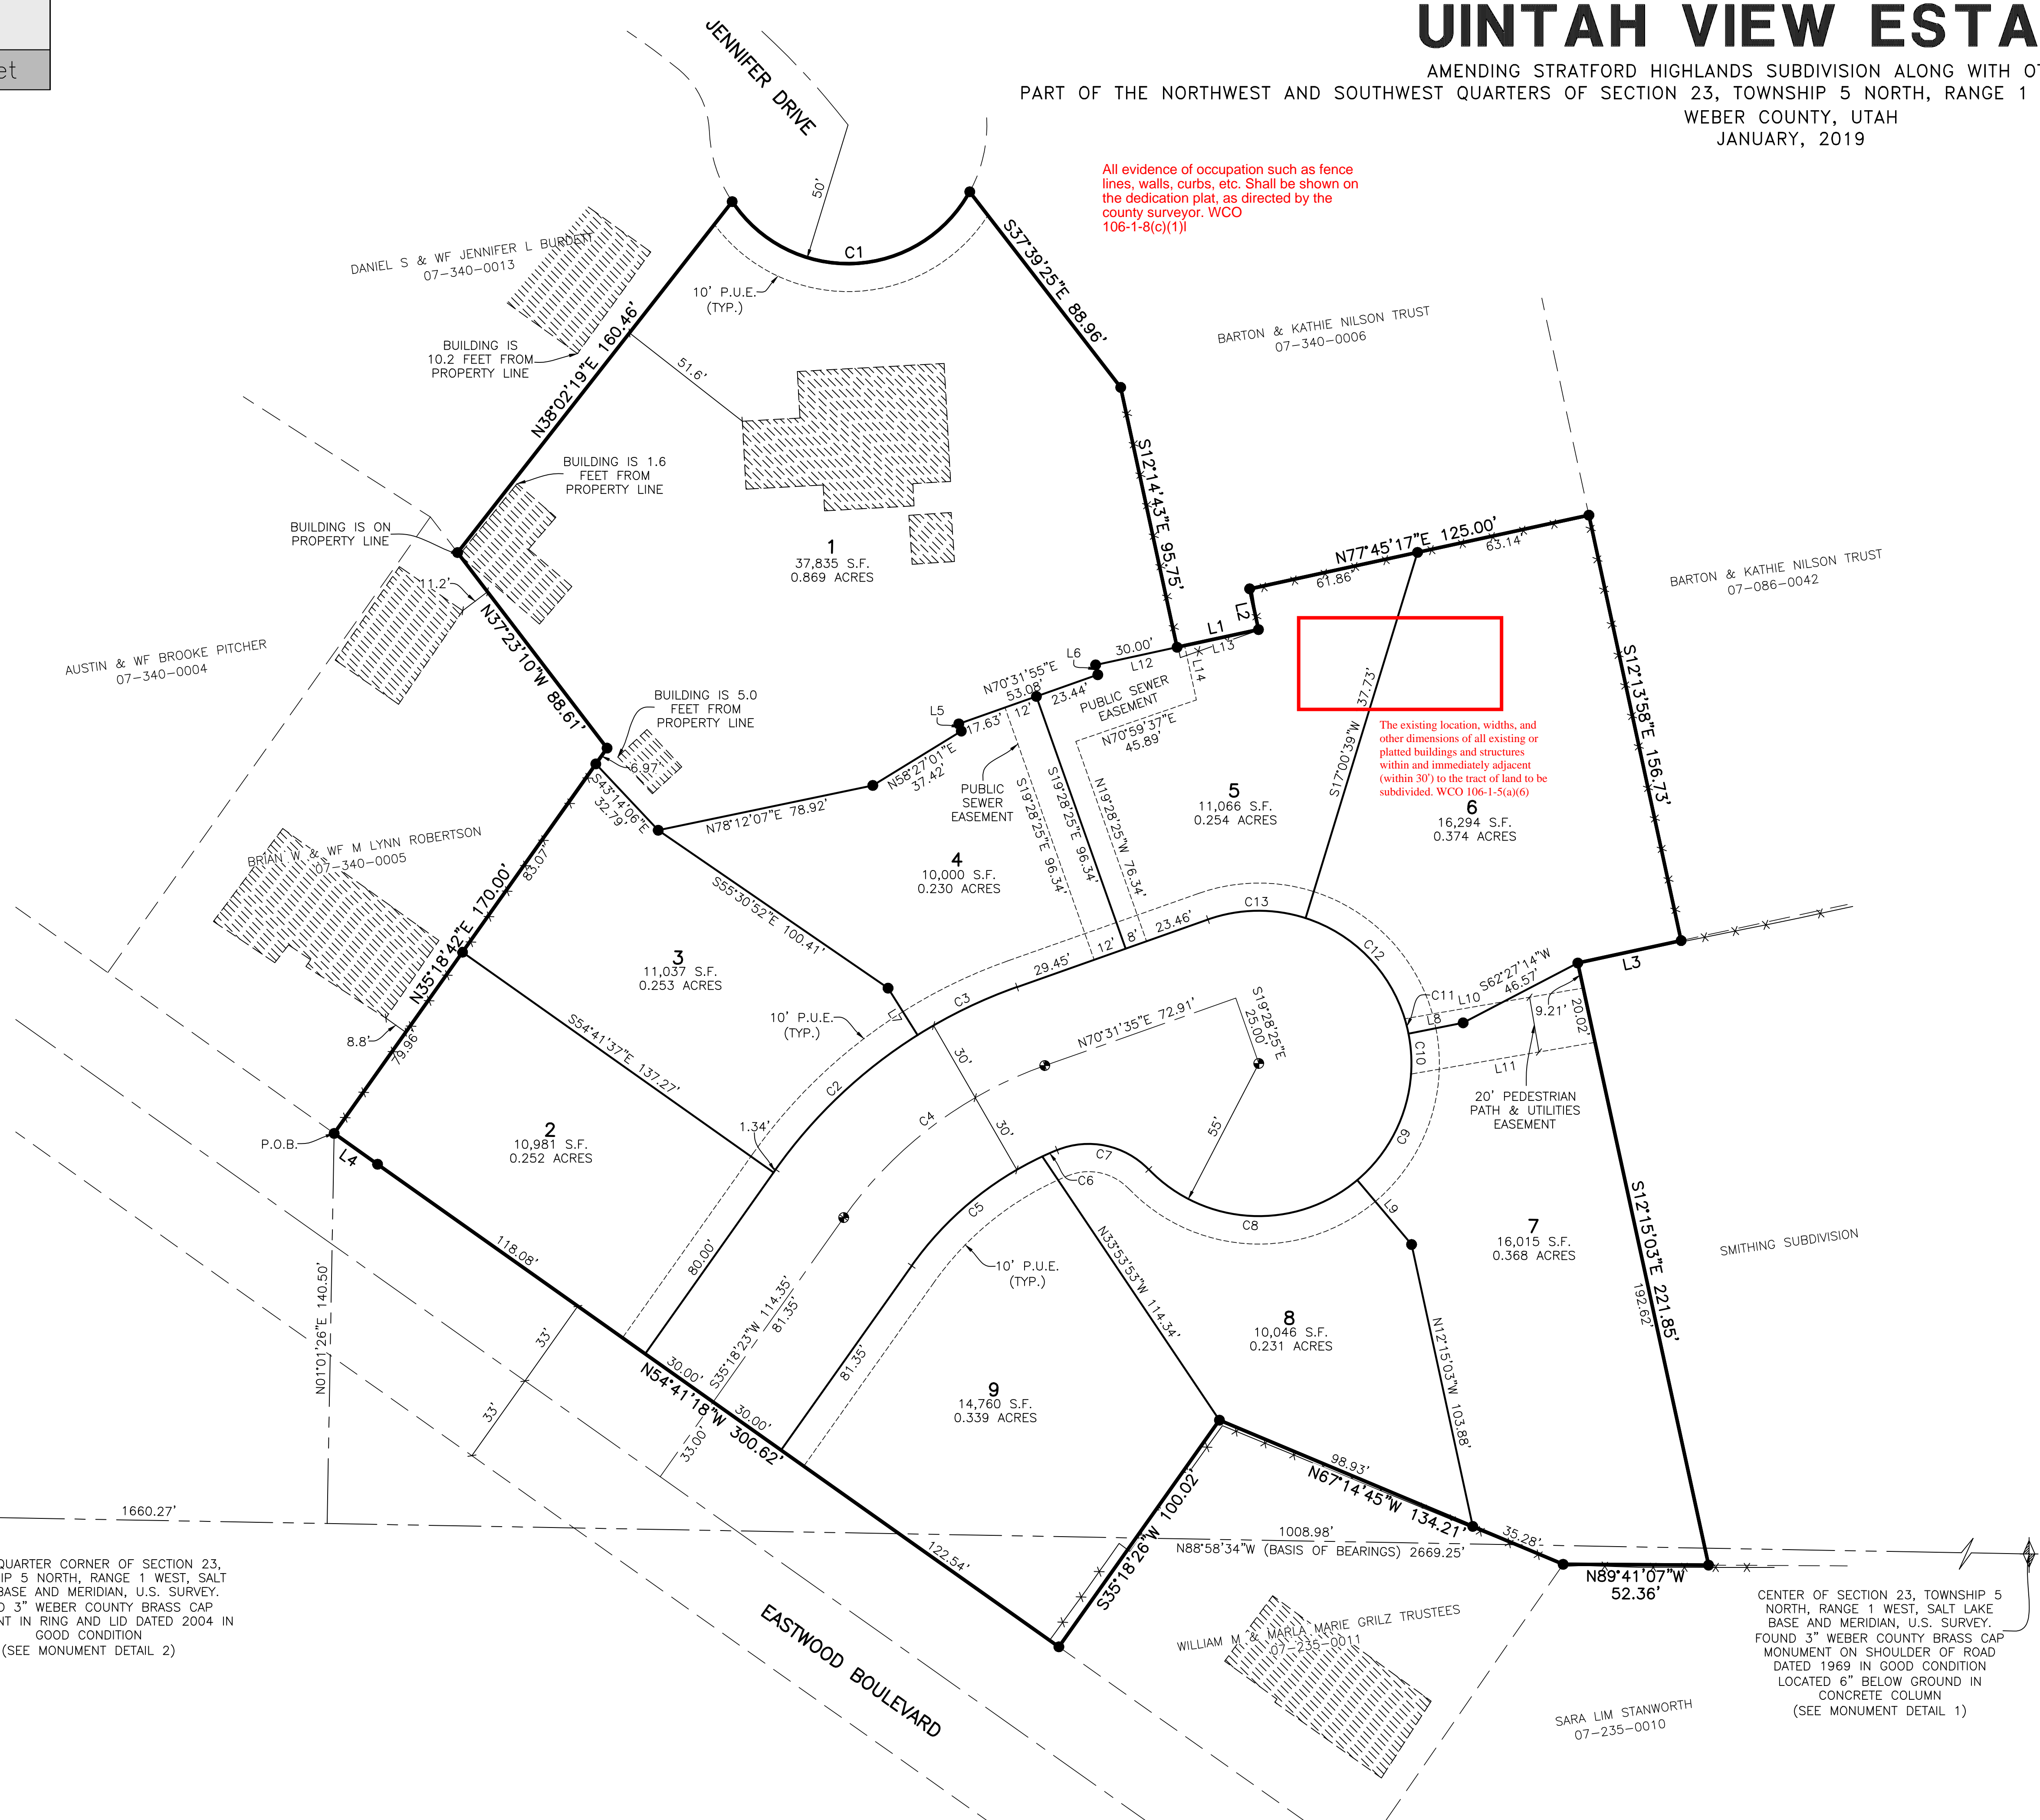 et
UINTAH VIEW ESTA
AMENDING STRATFORD HIGHLANDS SUBDIVISION ALONG WITH OT
PART OF THE NORTHWEST AND SOUTHWEST QUARTERS OF SECTION 23, TOWNSHIP 5 NORTH, RANGE 1
WEBER COUNTY, UTAH
JANUARY, 2019
JENNIFER DRIVE
50'
All evidence of occupation such as fence
lines, walls, curbs, etc. Shall be shown on
the dedication plat, as directed by the
county surveyor. WCO
106-1-8(c)(1)l
C1
S37°39'25"E 88.96'
DANIEL S & WF JENNIFER L BURDETT
07-340-0013
10' P.U.E.
(TYP.)
N38°02'19"E 160.46'
BUILDING IS
10.2 FEET FROM
PROPERTY LINE
51.6'
BARTON & KATHIE NILSON TRUST
07-340-0006
BUILDING IS 1.6
FEET FROM
PROPERTY LINE
S12°14'43"E 95.75'
BUILDING IS ON
PROPERTY LINE
1
37,835 S.F.
0.869 ACRES
N77°45'17"E 125.00'
61.86'
63.14'
BARTON & KATHIE NILSON TRUST
07-086-0042
11.2'
N37°23'10"W 88.61'
AUSTIN & WF BROOKE PITCHER
07-340-0004
L2
L1
L13
L14
30.00'
L12
L6
N70°31'55"E
53.08'
23.44'
12'
17.63'
L5
PUBLIC SEWER
EASEMENT
N70°59'37"E
45.89'
S12°13'58"E 156.73'
BUILDING IS 5.0
FEET FROM
PROPERTY LINE
6.97'
S43°14'06"E
32.79'
N78°12'07"E 78.92'
N58°27'01"E
37.42'
PUBLIC
SEWER
EASEMENT
S19°28'25"E 96.34'
S19°28'25"E 96.34'
N19°28'25"W 76.34'
S17°00'39"W 37.73'
The existing location, widths, and
other dimensions of all existing or
platted buildings and structures
within and immediately adjacent
(within 30') to the tract of land to be
subdivided. WCO 106-1-5(a)(6)
5
11,066 S.F.
0.254 ACRES
6
16,294 S.F.
0.374 ACRES
BRIAN W & WF M LYNN ROBERTSON
07-340-0005
N35°18'42"E 170.00'
83.07'
79.96'
8.8'
4
10,000 S.F.
0.230 ACRES
S55°30'52"E 100.41'
3
11,037 S.F.
0.253 ACRES
L7
C3
29.45'
12'
8'
23.46'
C13
C12
C11
L8
L10
S62°27'14"W
46.57'
L3
9.21'
20.02'
C10
L11
20' PEDESTRIAN
PATH & UTILITIES
EASEMENT
10' P.U.E.
(TYP.)
S54°41'37"E 137.27'
C2
30'
N70°31'35"E 72.91'
S19°28'25"E
25.00'
C4
30'
55'
C9
P.O.B.
L4
2
10,981 S.F.
0.252 ACRES
1.34'
C7
C6
C5
C8
L9
80.00'
10' P.U.E.
(TYP.)
N33°53'53"W 114.34'
7
16,015 S.F.
0.368 ACRES
S12°15'03"E 221.85'
192.62'
SMITHING SUBDIVISION
118.08'
N01°01'26"E 140.50'
33'
33'
S35°18'23"W 114.35'
81.35'
81.35'
8
10,046 S.F.
0.231 ACRES
N12°15'03"W 103.88'
30.00'
30.00'
N54°41'18"W 300.62'
33.00'
9
14,760 S.F.
0.339 ACRES
98.93'
N67°14'45"W 134.21'
35.28'
S35°18'26"W 100.02'
1660.27'
1008.98'
N88°58'34"W (BASIS OF BEARINGS) 2669.25'
122.54'
N89°41'07"W
52.36'
QUARTER CORNER OF SECTION 23,
IP 5 NORTH, RANGE 1 WEST, SALT
BASE AND MERIDIAN, U.S. SURVEY.
D 3" WEBER COUNTY BRASS CAP
NT IN RING AND LID DATED 2004 IN
GOOD CONDITION
(SEE MONUMENT DETAIL 2)
CENTER OF SECTION 23, TOWNSHIP 5
NORTH, RANGE 1 WEST, SALT LAKE
BASE AND MERIDIAN, U.S. SURVEY.
FOUND 3" WEBER COUNTY BRASS CAP
MONUMENT ON SHOULDER OF ROAD
DATED 1969 IN GOOD CONDITION
LOCATED 6" BELOW GROUND IN
CONCRETE COLUMN
(SEE MONUMENT DETAIL 1)
EASTWOOD BOULEVARD
WILLIAM M & MARLA MARIE GRILZ TRUSTEES
07-235-0011
SARA LIM STANWORTH
07-235-0010